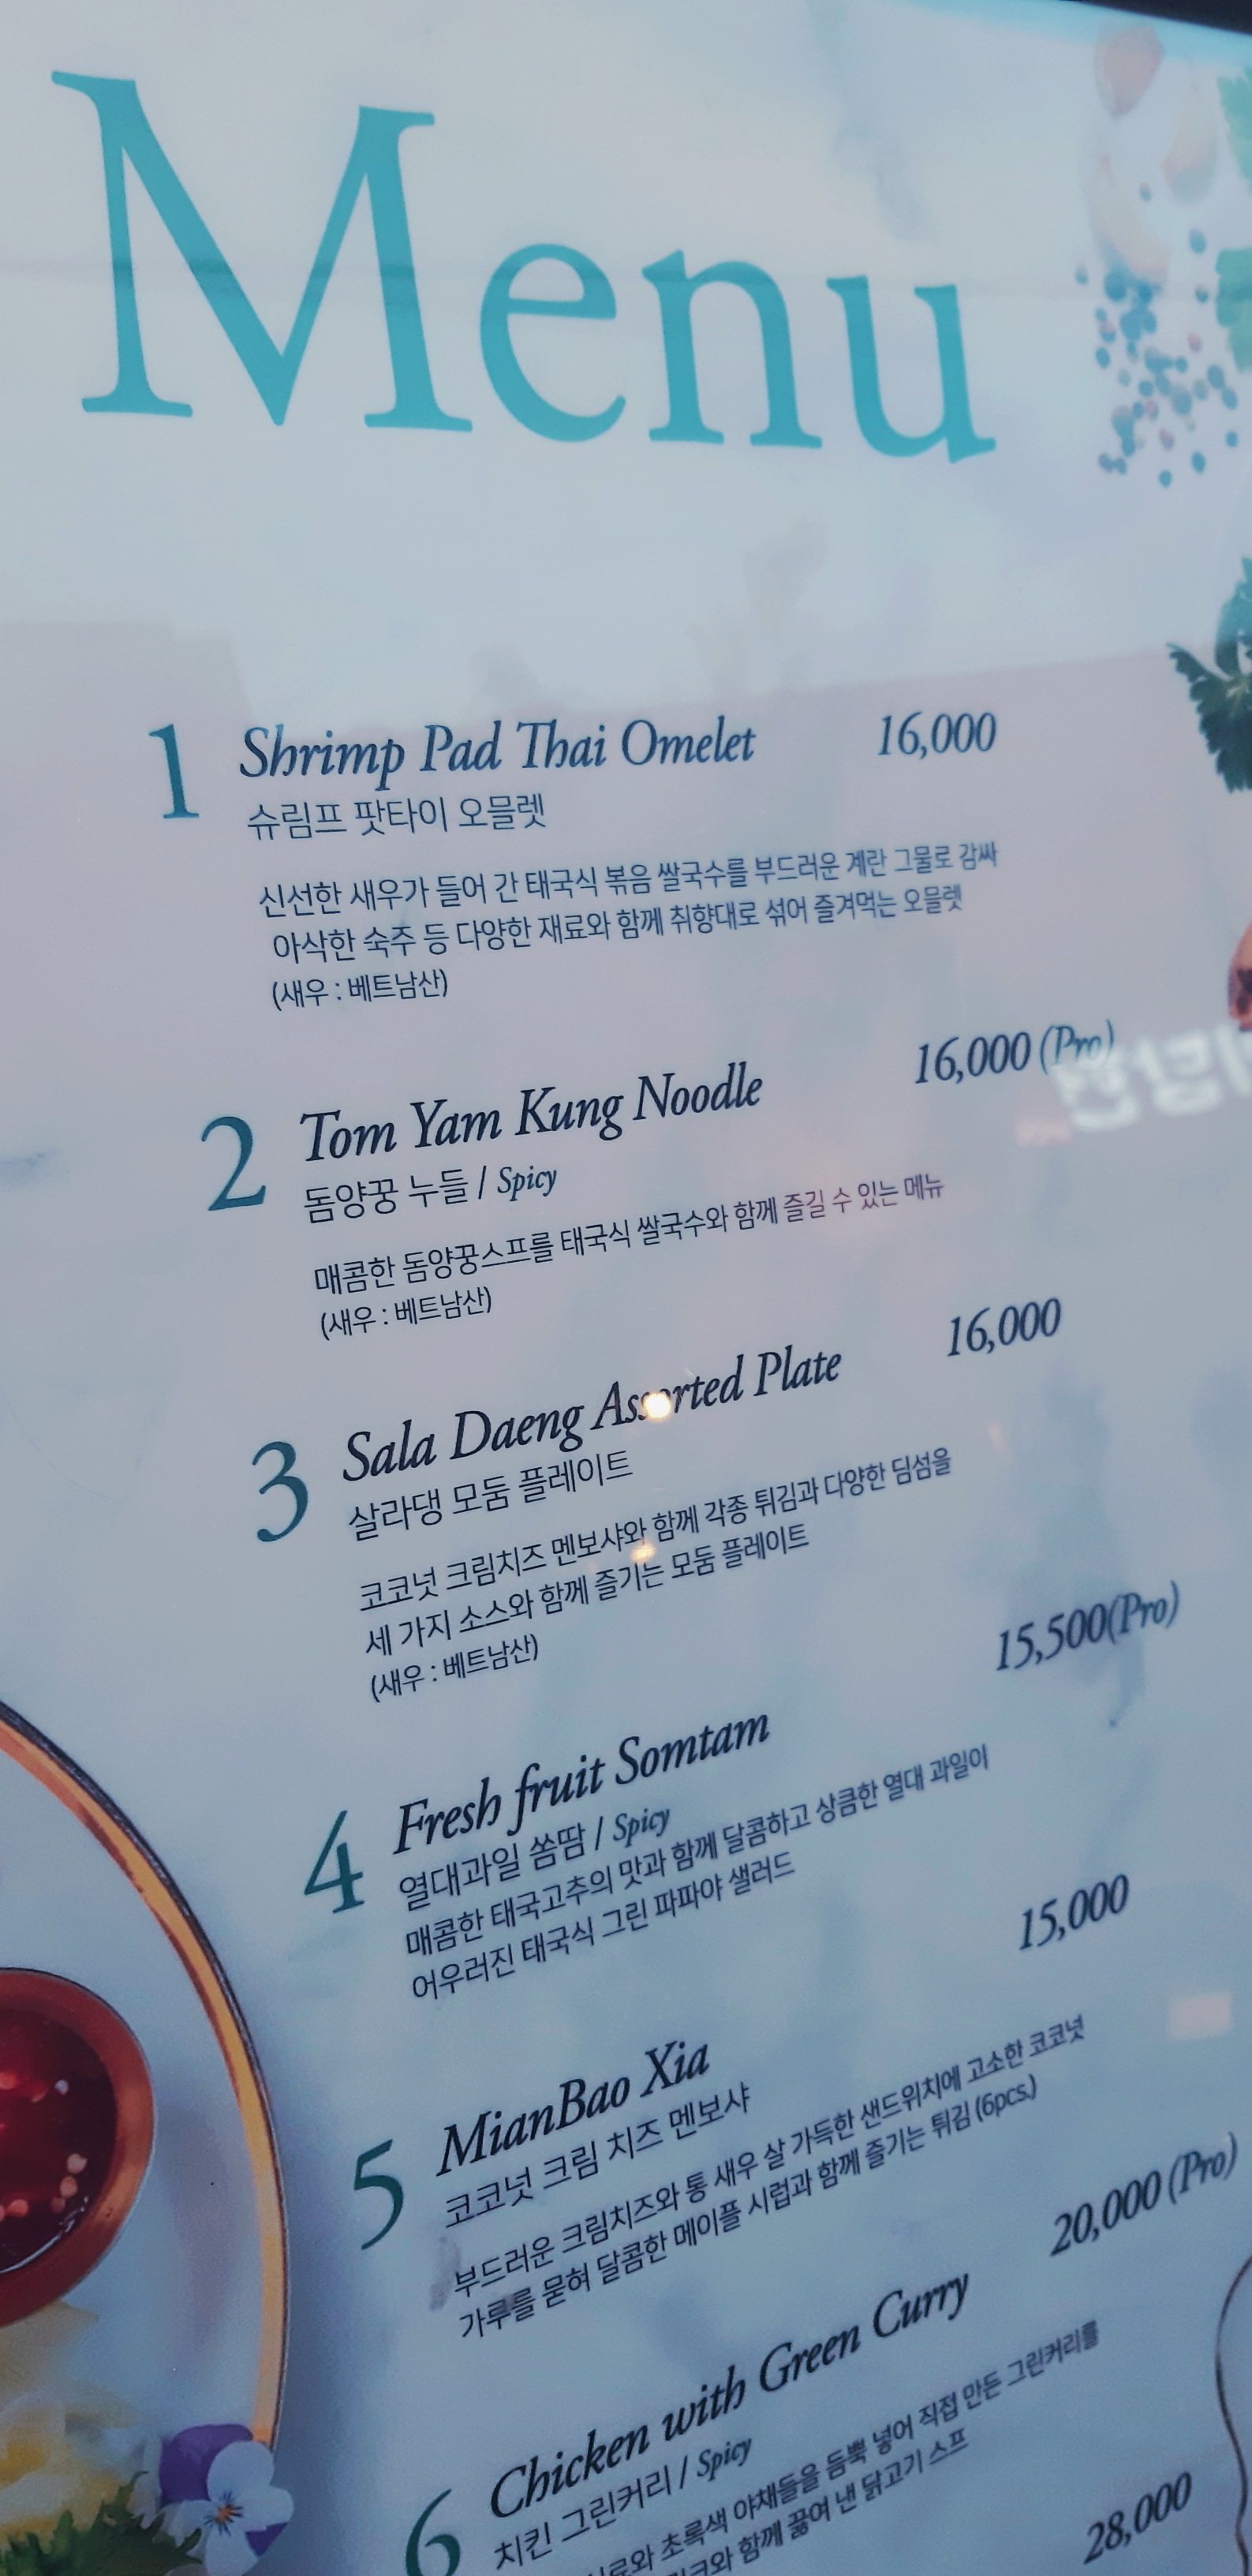 Menu
1 Shrimp Pad Thai Omelet 16,000
슈림프 팟타이 오믈렛
신선한 새우가 들어 간 태국식 볶음 쌀국수를 부드러운 계란 그물로 감싸
아삭한 숙주 등 다양한 재료와 함께 취향대로 섞어 즐겨먹는 오믈렛
(새우 : 베트남산)
2 Tom Yam Kung Noodle 16,000 (Pro)
돔양꿍 누들 / Spicy
매콤한 돔양꿍스프를 태국식 쌀국수와 함께 즐길 수 있는 메뉴
(새우 : 베트남산)
3 Sala Daeng Assorted Plate 16,000
살라댕 모둠 플레이트
코코넛 크림치즈 멘보샤와 함께 각종 튀김과 다양한 딤섬을
세 가지 소스와 함께 즐기는 모둠 플레이트
(새우 : 베트남산)
4 Fresh fruit Somtam 15,500(Pro)
열대과일 쏨땀 / Spicy
매콤한 태국고추의 맛과 함께 달콤하고 상큼한 열대 과일이
어우러진 태국식 그린 파파야 샐러드
5 MianBao Xia 15,000
코코넛 크림 치즈 멘보샤
부드러운 크림치즈와 통 새우 살 가득한 샌드위치에 고소한 코코넛
가루를 묻혀 달콤한 메이플 시럽과 함께 즐기는 튀김 (6pcs.)
6 Chicken with Green Curry 20,000 (Pro)
치킨 그린커리 / Spicy
초록색 야채들을 듬뿍 넣어 직접 만든 그린커리를
함께 끓여 낸 닭고기 스프
28,000